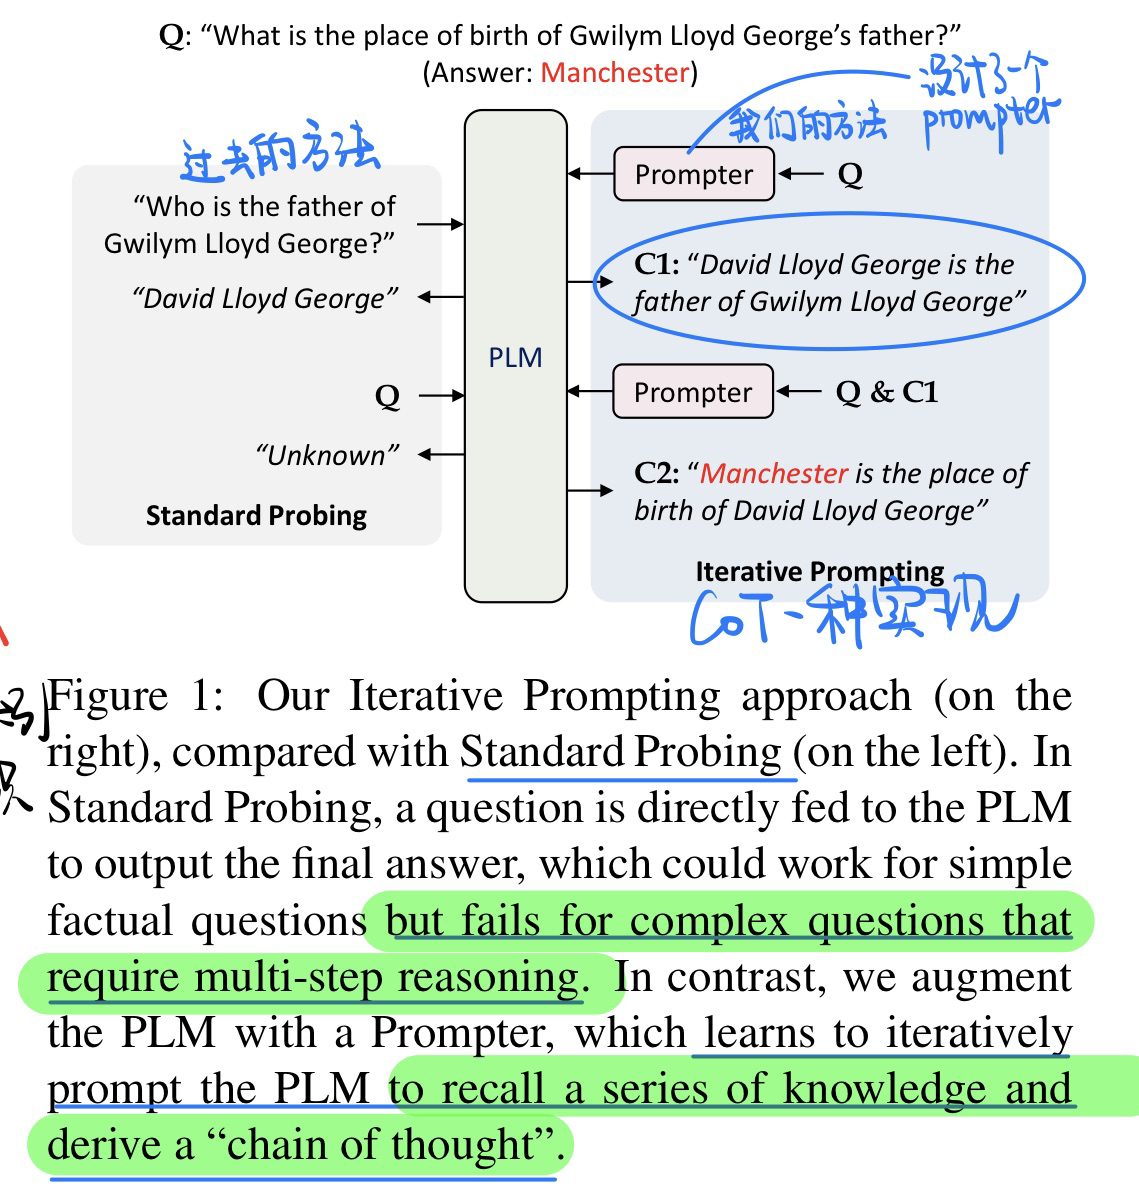 Q: “What is the place of birth of Gwilym Lloyd George’s father?”
(Answer: Manchester)
设计了一个
prompter
我们的方法
过去的方法
“Who is the father of
Gwilym Lloyd George?”
“David Lloyd George”
Q
“Unknown”
Standard Probing
PLM
Prompter
Q
C1: “David Lloyd George is the
father of Gwilym Lloyd George”
Prompter
Q & C1
C2: “Manchester is the place of
birth of David Lloyd George”
Iterative Prompting
CoT一种实现
Figure 1: Our Iterative Prompting approach (on the
right), compared with Standard Probing (on the left). In
Standard Probing, a question is directly fed to the PLM
to output the final answer, which could work for simple
factual questions but fails for complex questions that
require multi-step reasoning. In contrast, we augment
the PLM with a Prompter, which learns to iteratively
prompt the PLM to recall a series of knowledge and
derive a “chain of thought”.